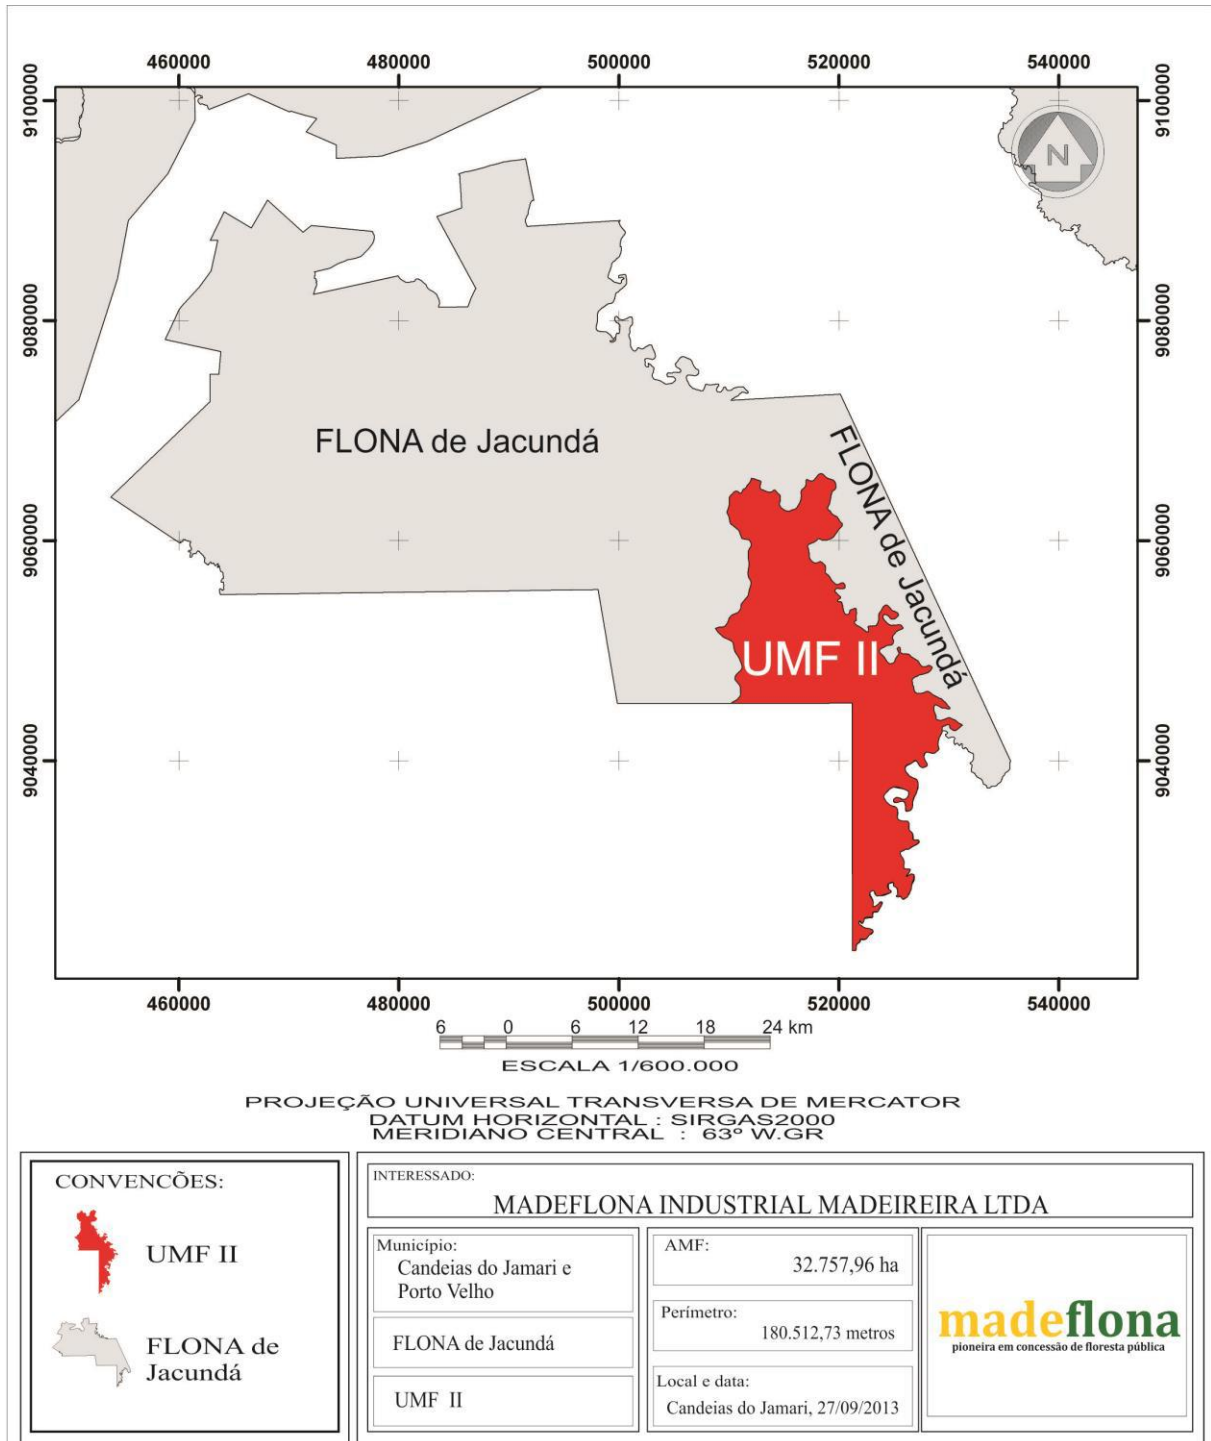 460000 480000 500000 520000 540000
9100000 9100000
N
9080000 9080000
FLONA de Jacundá
FLONA de Jacundá
9060000 9060000
UMF II
9040000 9040000
460000 480000 500000 520000 540000
6 0 6 12 18 24 km
ESCALA 1/600.000
PROJEÇÃO UNIVERSAL TRANSVERSA DE MERCATOR
DATUM HORIZONTAL : SIRGAS2000
MERIDIANO CENTRAL : 63º W.GR
CONVENCÕES:
UMF II
FLONA de
Jacundá
INTERESSADO:
MADEFLONA INDUSTRIAL MADEIREIRA LTDA
Município:
Candeias do Jamari e
Porto Velho
FLONA de Jacundá
UMF II
AMF:
32.757,96 ha
Perímetro:
180.512,73 metros
Local e data:
Candeias do Jamari, 27/09/2013
madeflona
pioneira em concessão de floresta pública